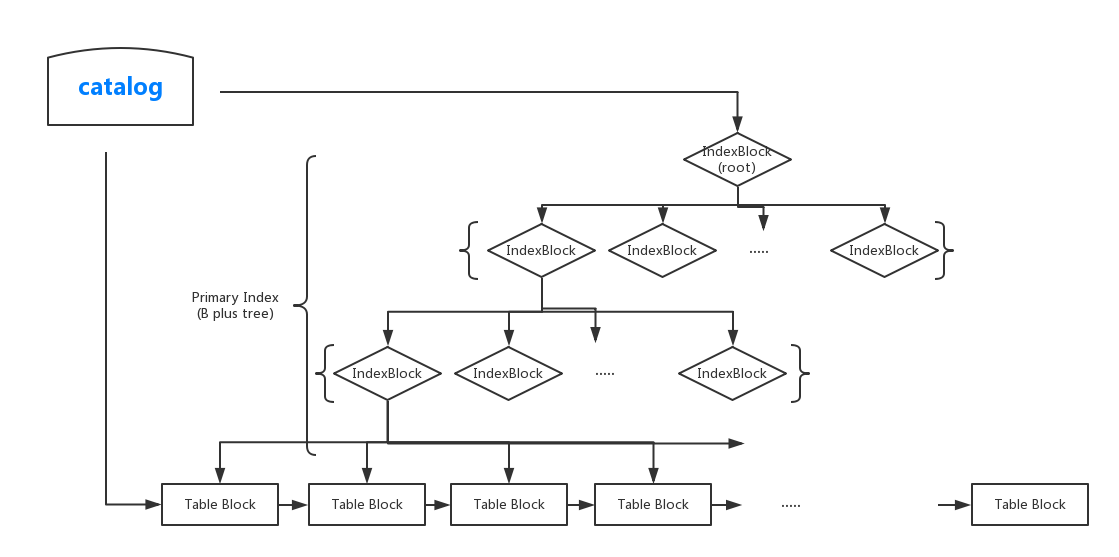 catalog
IndexBlock
(root)
IndexBlock
IndexBlock
.....
IndexBlock
Primary Index
(B plus tree)
IndexBlock
IndexBlock
.....
IndexBlock
Table Block
Table Block
Table Block
Table Block
.....
Table Block